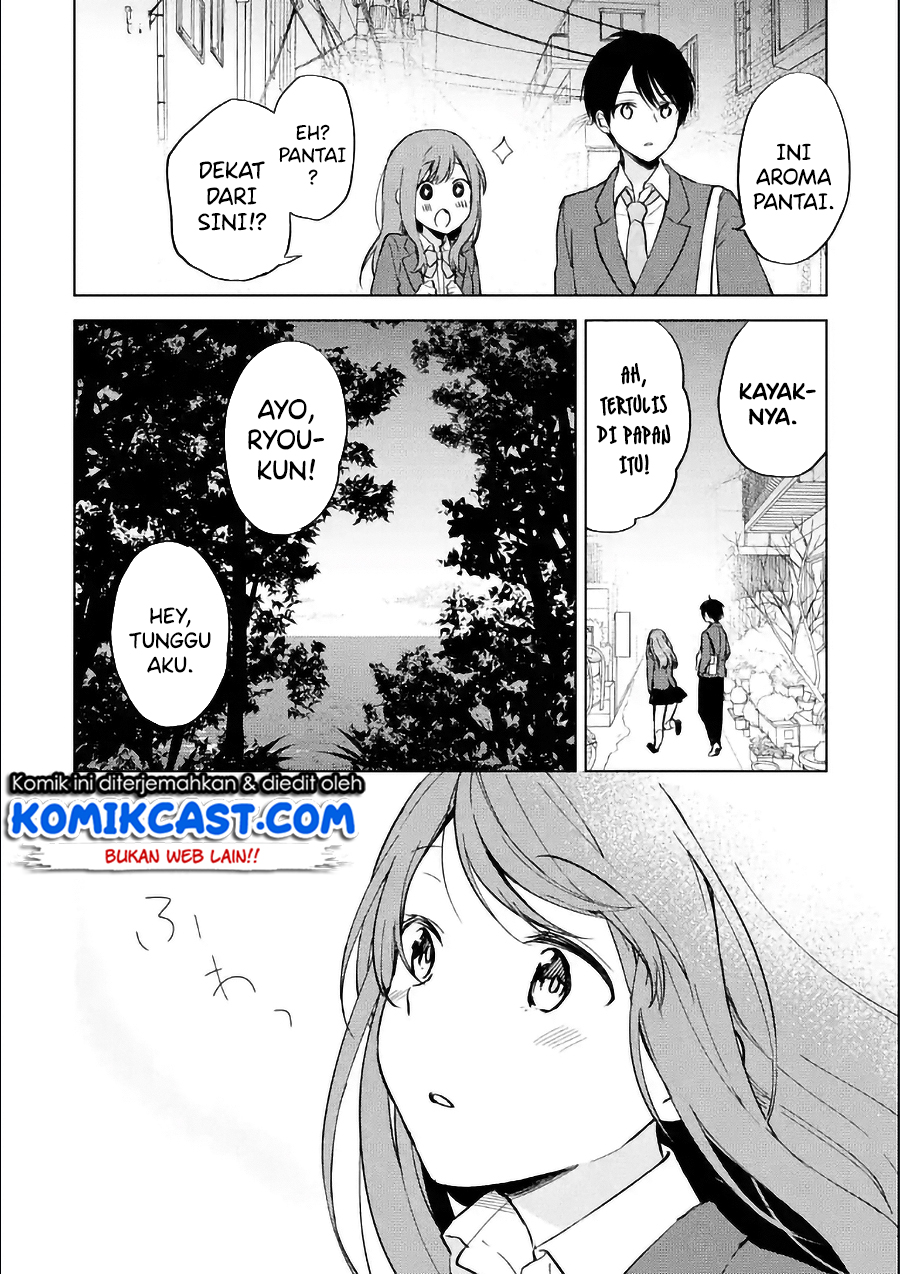 INI
AROMA
PANTAI.
EH?
PANTAI
?
DEKAT
DARI
SINI!?
KAYAK-
NYA.
AH,
TERTULIS
DI PAPAN
ITU!
AYO,
RYOU-
KUN!
HEY,
TUNGGU
AKU.
Komik ini diterjemahkan & diedit oleh
KOMIKCAST.COM
BUKAN WEB LAIN!!
ふわっ